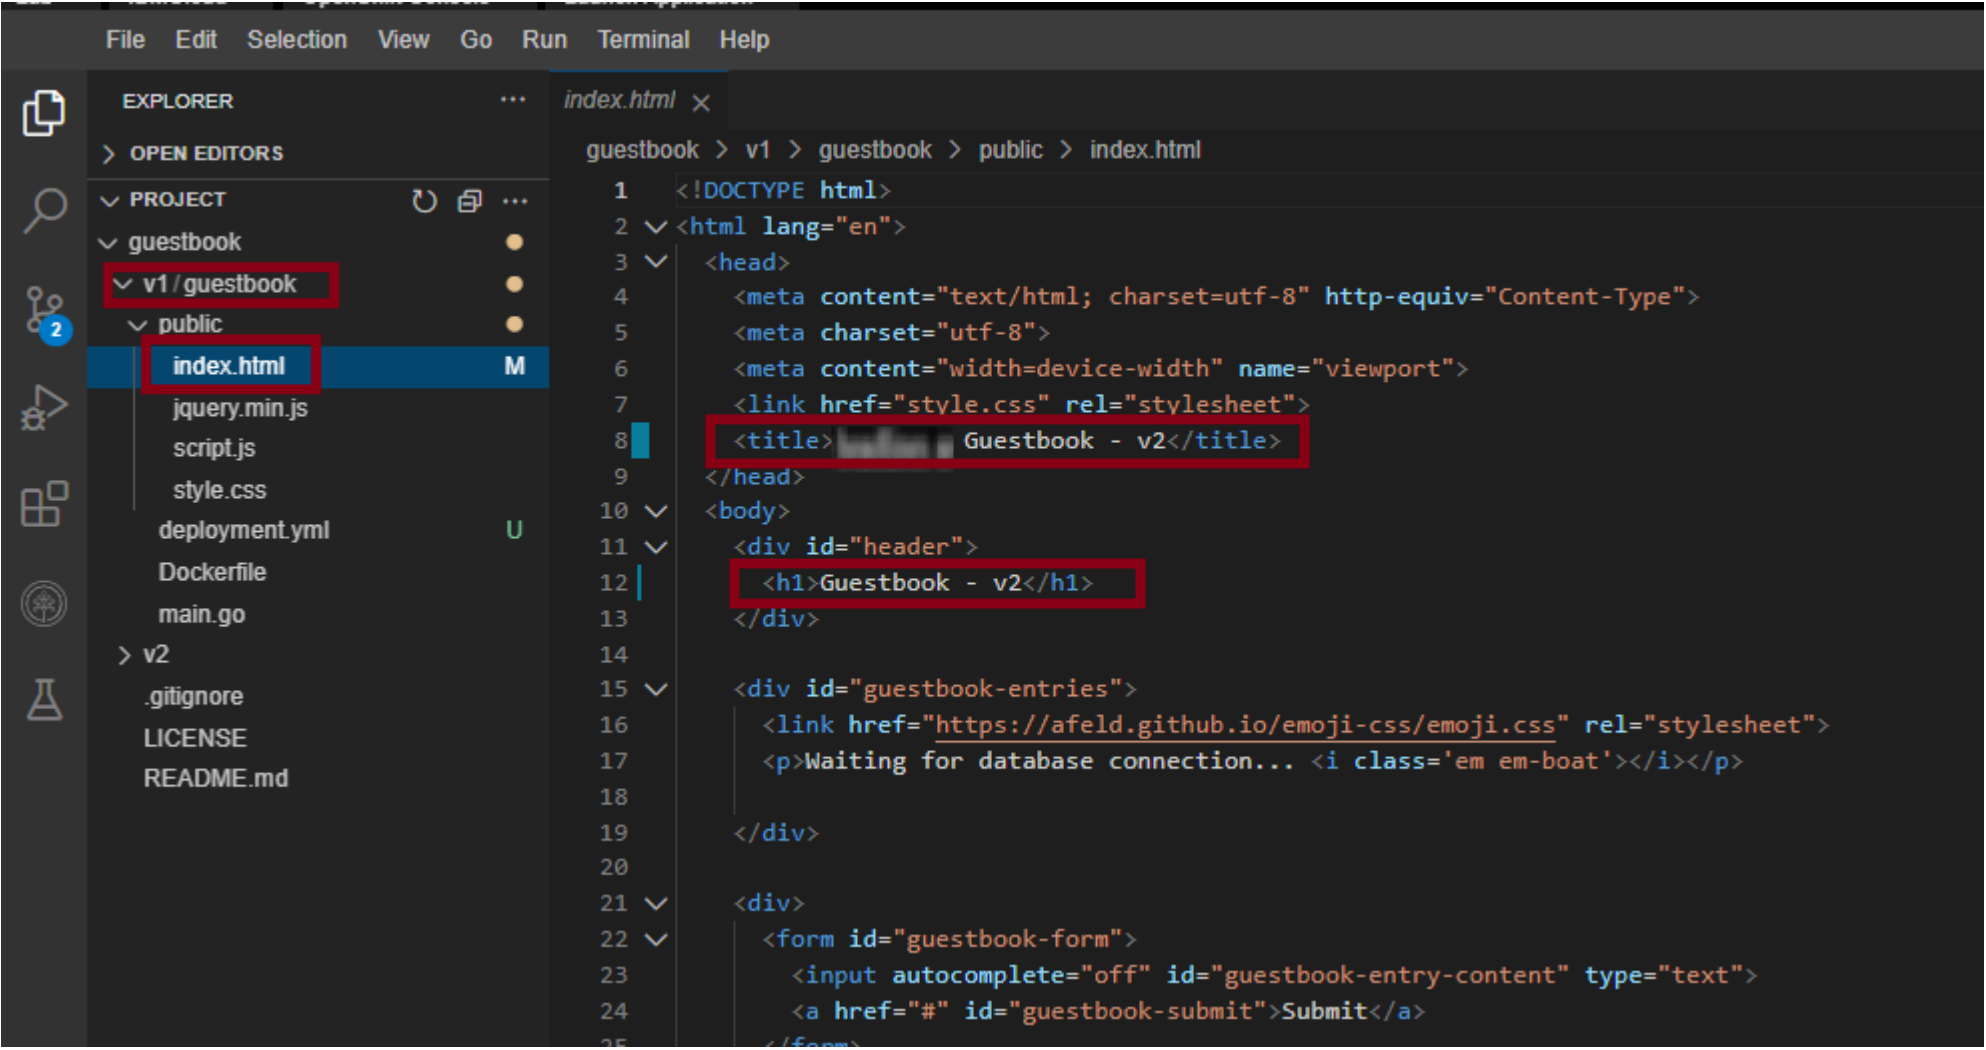 File Edit Selection View Go Run Terminal Help
EXPLORER
OPEN EDITORS
PROJECT
guestbook
v1/guestbook
public
index.html M
jquery.min.js
script.js
style.css
deployment.yml U
Dockerfile
main.go
v2
.gitignore
LICENSE
README.md
2
index.html
guestbook > v1 > guestbook > public > index.html
1 <!DOCTYPE html>
2 <html lang="en">
3 <head>
4 <meta content="text/html; charset=utf-8" http-equiv="Content-Type">
5 <meta charset="utf-8">
6 <meta content="width=device-width" name="viewport">
7 <link href="style.css" rel="stylesheet">
8 <title> Guestbook - v2</title>
9 </head>
10 <body>
11 <div id="header">
12 <h1>Guestbook - v2</h1>
13 </div>
14
15 <div id="guestbook-entries">
16 <link href="https://afeld.github.io/emoji-css/emoji.css" rel="stylesheet">
17 <p>Waiting for database connection... <i class='em em-boat'></i></p>
18
19 </div>
20
21 <div>
22 <form id="guestbook-form">
23 <input autocomplete="off" id="guestbook-entry-content" type="text">
24 <a href="#" id="guestbook-submit">Submit</a>
25 </form>